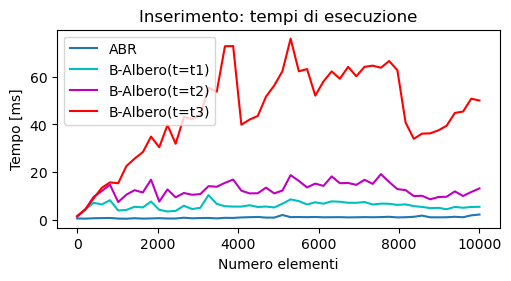 Inserimento: tempi di esecuzione
Tempo [ms]
60
40
20
0
ABR
B-Albero(t=t1)
B-Albero(t=t2)
B-Albero(t=t3)
0
2000
4000
6000
8000
10000
Numero elementi